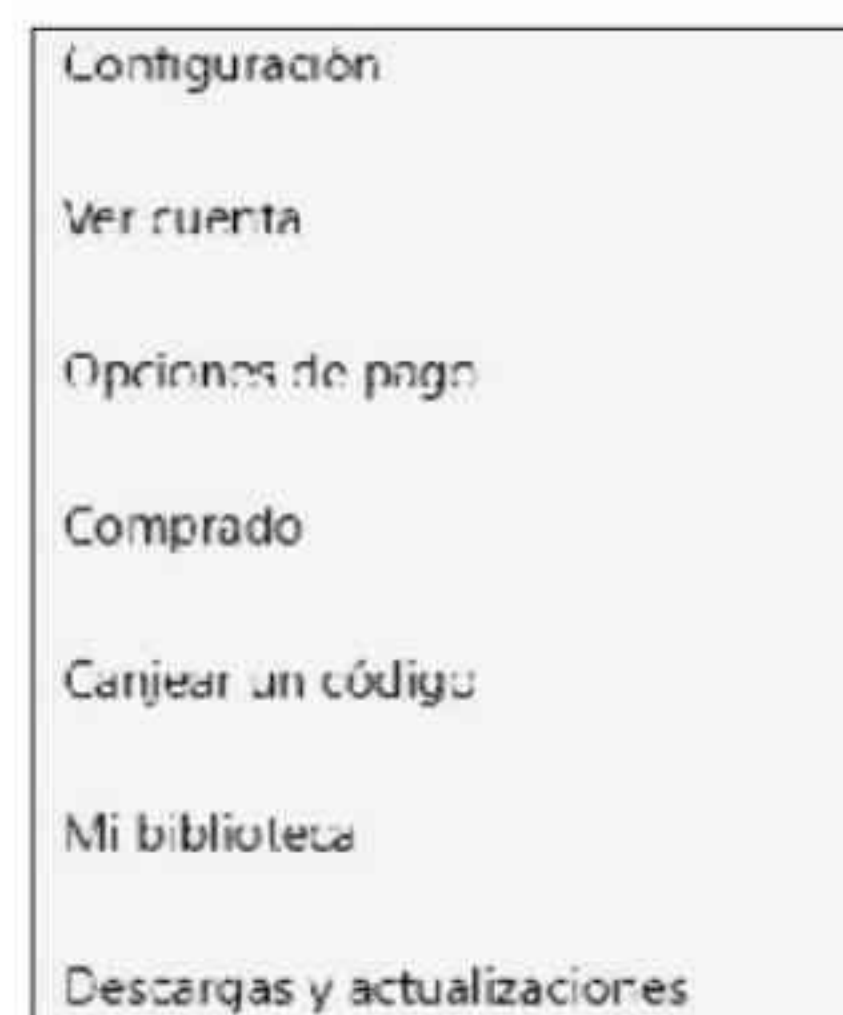 Configuración
Ver cuenta
Opciones de pago
Comprado
Canjear un código
Mi biblioteca
Descargas y actualizaciones